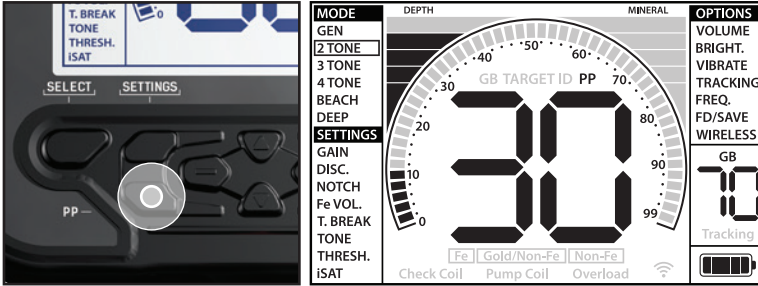 T. BREAK
TONE
THRESH.
iSAT
0
SELECT
SETTINGS
PP
MODE
GEN
2 TONE
3 TONE
4 TONE
BEACH
DEEP
SETTINGS
GAIN
DISC.
NOTCH
Fe VOL.
T. BREAK
TONE
THRESH.
iSAT
DEPTH
MINERAL
0
10
20
30
40
50
60
70
80
90
99
GB TARGET ID PP
30
Fe Gold/Non-Fe Non-Fe
Check Coil Pump Coil Overload
OPTIONS
VOLUME
BRIGHT.
VIBRATE
TRACKING
FREQ.
FD/SAVE
WIRELESS
GB
Tracking